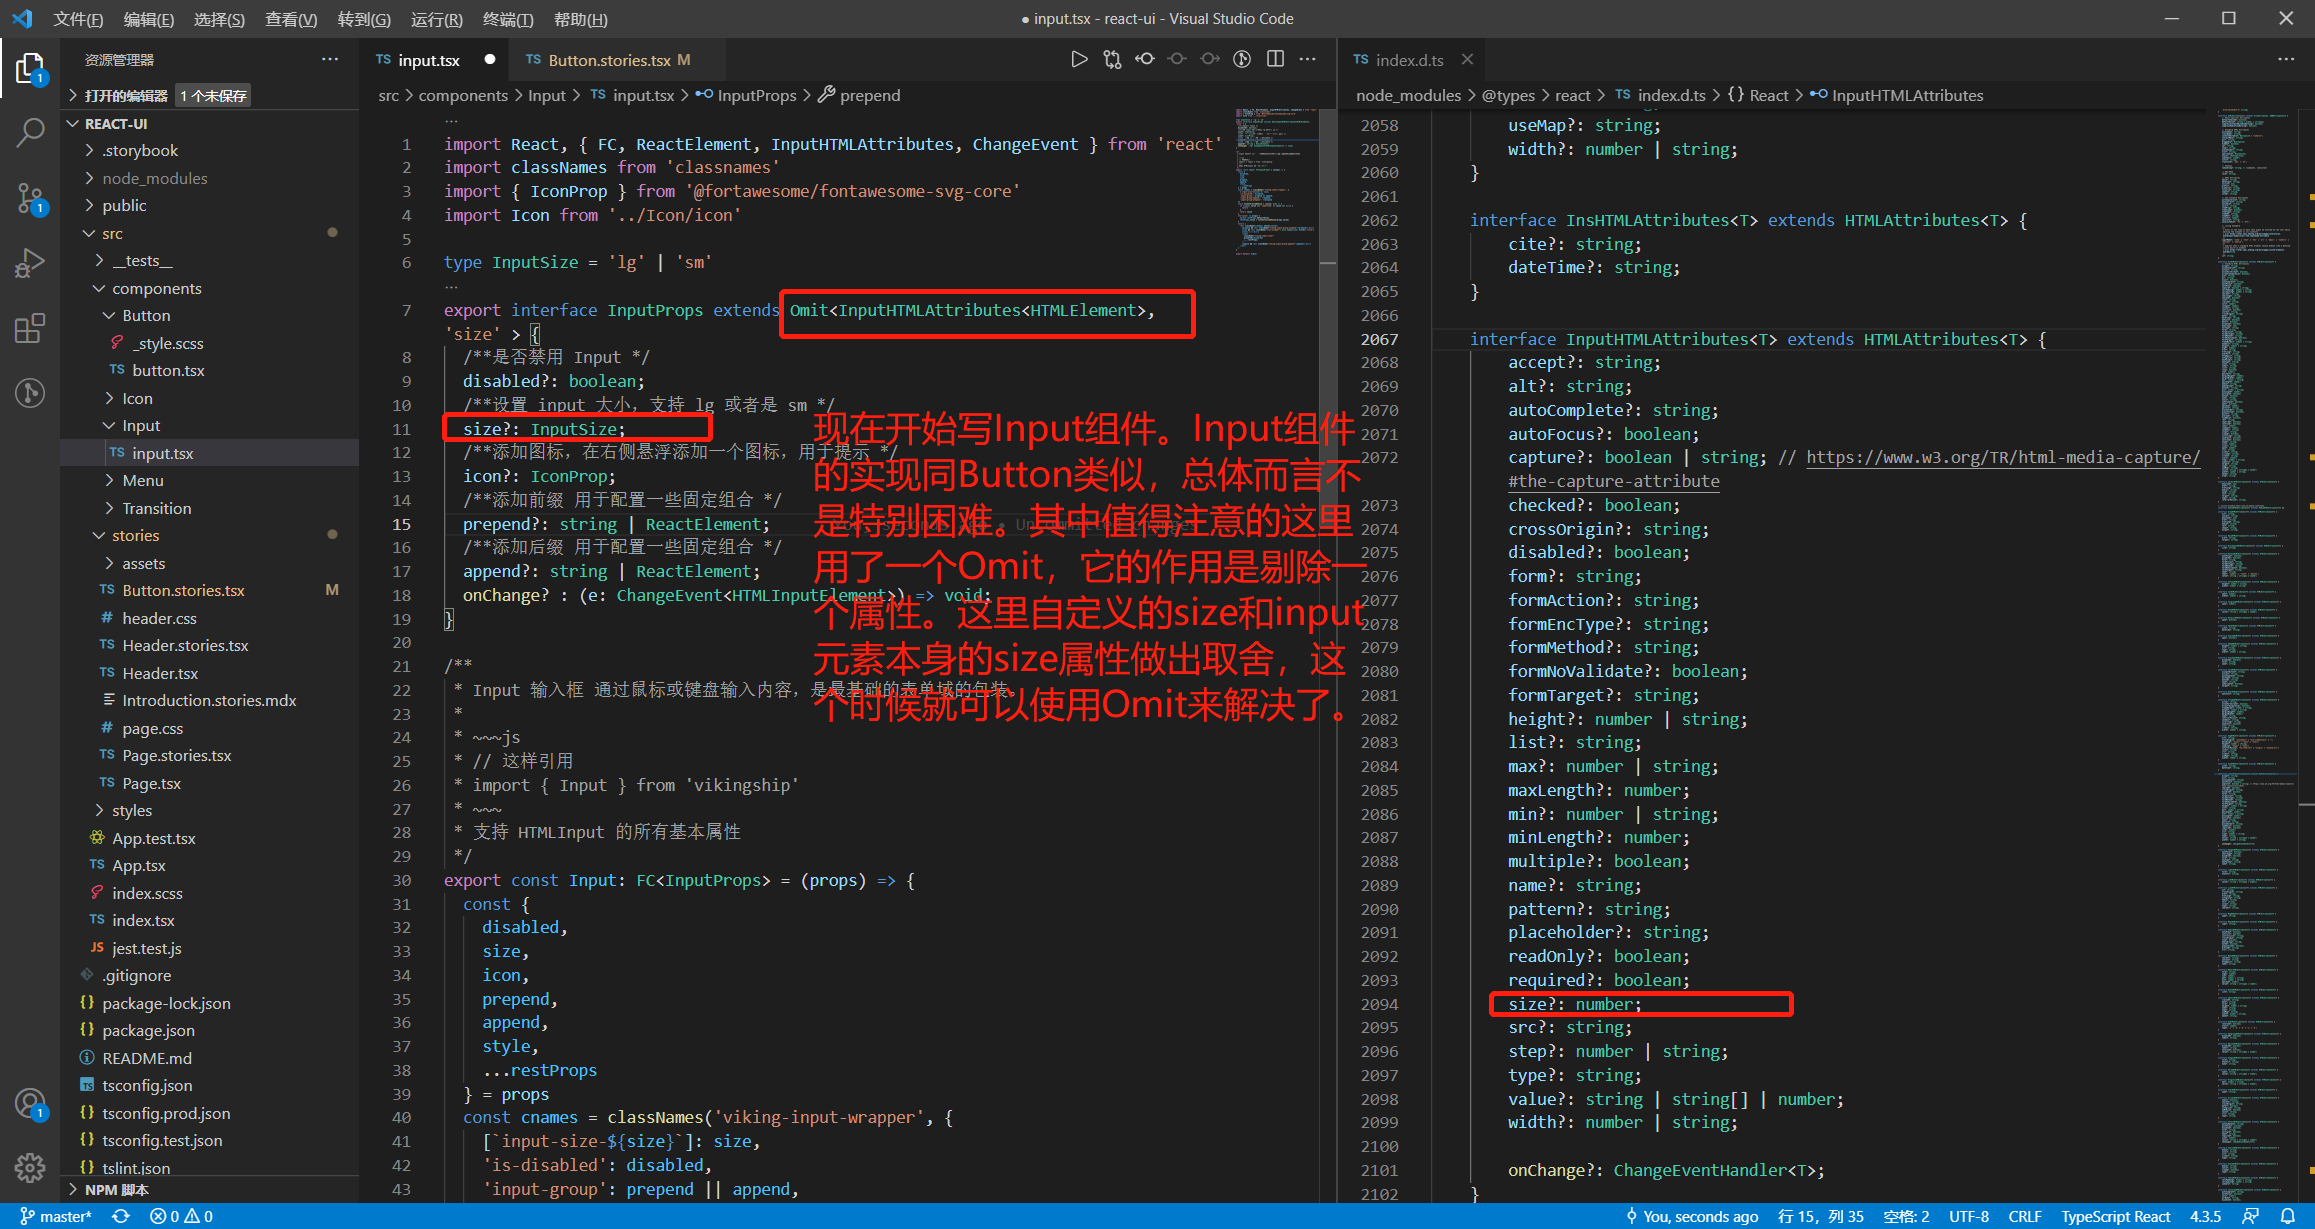 文件(F) 编辑(E) 选择(S) 查看(V) 转到(G) 运行(R) 终端(T) 帮助(H)
● input.tsx - react-ui - Visual Studio Code
资源管理器
打开的编辑器 1 个未保存
REACT-UI
.storybook
node_modules
public
src
__tests__
components
Button
_style.scss
TS button.tsx
Icon
Input
TS input.tsx
Menu
Transition
stories
assets
TS Button.stories.tsx M
# header.css
TS Header.stories.tsx
TS Header.tsx
Introduction.stories.mdx
# page.css
TS Page.stories.tsx
TS Page.tsx
styles
App.test.tsx
TS App.tsx
index.scss
TS index.tsx
JS jest.test.js
.gitignore
{} package-lock.json
{} package.json
README.md
TS tsconfig.json
{} tsconfig.prod.json
{} tsconfig.test.json
{} tslint.json
NPM 脚本
1
1
1
TS input.tsx ●
TS Button.stories.tsx M
src > components > Input > TS input.tsx > InputProps > prepend
...
1 import React, { FC, ReactElement, InputHTMLAttributes, ChangeEvent } from 'react'
2 import classNames from 'classnames'
3 import { IconProp } from '@fortawesome/fontawesome-svg-core'
4 import Icon from '../Icon/icon'
5
6 type InputSize = 'lg' | 'sm'
...
7 export interface InputProps extends Omit<InputHTMLAttributes<HTMLElement>,
'size' > {
8 /**是否禁用 Input */
9 disabled?: boolean;
10 /**设置 input 大小，支持 lg 或者是 sm */
11 size?: InputSize;
12 /**添加图标，在右侧悬浮添加一个图标，用于提示 */
13 icon?: IconProp;
14 /**添加前缀 用于配置一些固定组合 */
15 prepend?: string | ReactElement;
16 /**添加后缀 用于配置一些固定组合 */
17 append?: string | ReactElement;
18 onChange? : (e: ChangeEvent<HTMLInputElement>) => void;
19 }
20
21 /**
22 * Input 输入框 通过鼠标或键盘输入内容，是最基础的表单域的包装。
23 *
24 * ~~~js
25 * // 这样引用
26 * import { Input } from 'vikingship'
27 * ~~~
28 * 支持 HTMLInput 的所有基本属性
29 */
30 export const Input: FC<InputProps> = (props) => {
31 const {
32 disabled,
33 size,
34 icon,
35 prepend,
36 append,
37 style,
38 ...restProps
39 } = props
40 const cnames = classNames('viking-input-wrapper', {
41 [`input-size-${size}`]: size,
42 'is-disabled': disabled,
43 'input-group': prepend || append,
现在开始写Input组件。Input组件
的实现同Button类似，总体而言不
是特别困难。其中值得注意的这里
用了一个Omit，它的作用是剔除一
个属性。这里自定义的size和input
元素本身的size属性做出取舍，这
个时候就可以使用Omit来解决了。
TS index.d.ts
node_modules > @types > react > TS index.d.ts > {} React > InputHTMLAttributes
2058 useMap?: string;
2059 width?: number | string;
2060 }
2061
2062 interface InsHTMLAttributes<T> extends HTMLAttributes<T> {
2063 cite?: string;
2064 dateTime?: string;
2065 }
2066
2067 interface InputHTMLAttributes<T> extends HTMLAttributes<T> {
2068 accept?: string;
2069 alt?: string;
2070 autoComplete?: string;
2071 autoFocus?: boolean;
2072 capture?: boolean | string; // https://www.w3.org/TR/html-media-capture/
#the-capture-attribute
2073 checked?: boolean;
2074 crossOrigin?: string;
2075 disabled?: boolean;
2076 form?: string;
2077 formAction?: string;
2078 formEncType?: string;
2079 formMethod?: string;
2080 formNoValidate?: boolean;
2081 formTarget?: string;
2082 height?: number | string;
2083 list?: string;
2084 max?: number | string;
2085 maxLength?: number;
2086 min?: number | string;
2087 minLength?: number;
2088 multiple?: boolean;
2089 name?: string;
2090 pattern?: string;
2091 placeholder?: string;
2092 readOnly?: boolean;
2093 required?: boolean;
2094 size?: number;
2095 src?: string;
2096 step?: number | string;
2097 type?: string;
2098 value?: string | string[] | number;
2099 width?: number | string;
2100
2101 onChange?: ChangeEventHandler<T>;
2102 }
master* 0 0
You, seconds ago 行 15，列 35 空格: 2 UTF-8 CRLF TypeScript React 4.3.5